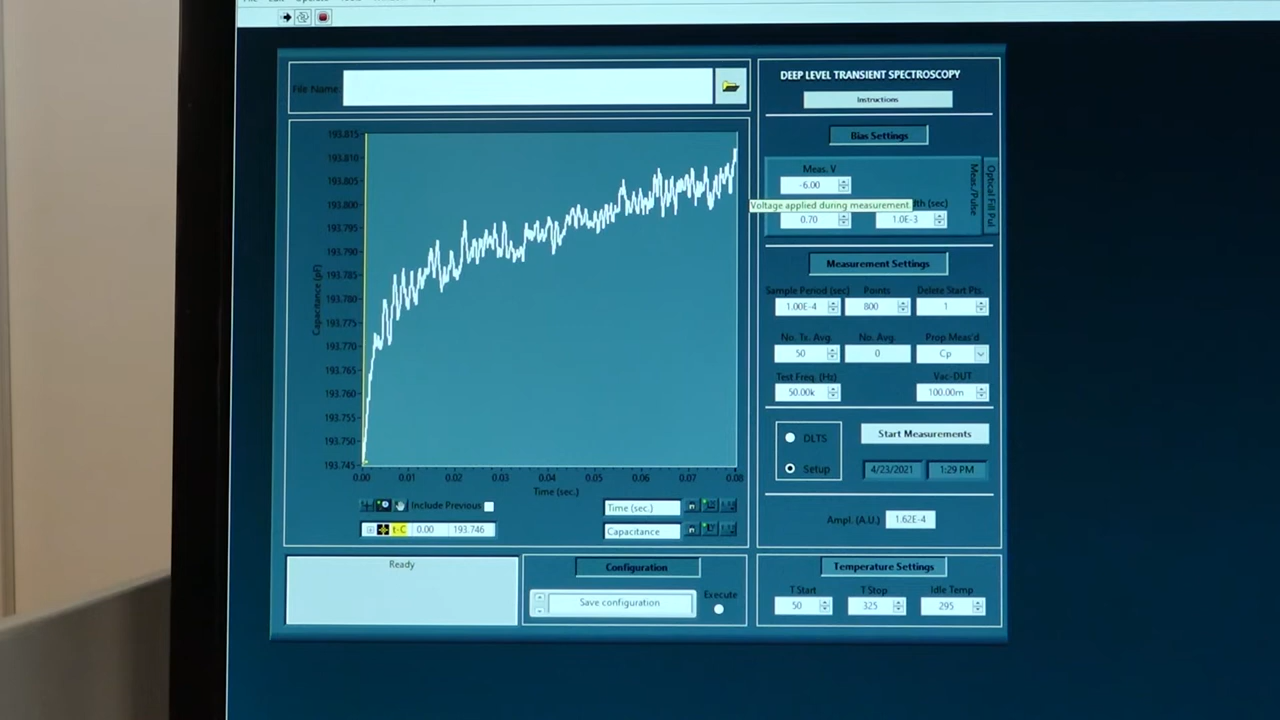 File Name
DEEP LEVEL TRANSIENT SPECTROSCOPY
Instructions
Bias Settings
Meas. V
-6.00
Voltage applied during measurement.
(sec)
0.70
1.0E-3
Meas./Pulse
Optical Fill Pul
Measurement Settings
Sample Period (sec)
Points
Delete Start Pts.
1.00E-4
800
1
No. Tx. Avg.
No. Avg.
Prop Meas'd
50
0
Cp
Test Freq. (Hz)
Vac-DUT
50.00k
100.00m
DLTS
Setup
Start Measurements
4/23/2021
1:29 PM
Ampl. (A.U.)
1.62E-4
Temperature Settings
T Start
T Stop
Idle Temp
50
325
295
193.815
193.810
193.805
193.800
193.795
193.790
193.785
193.780
193.775
193.770
193.765
193.760
193.755
193.750
193.745
Capacitance (pF)
0.00
0.01
0.02
0.03
0.04
0.05
0.06
0.07
0.08
Time (sec.)
Include Previous
Time (sec.)
t-C
0.00
193.746
Capacitance
Ready
Configuration
Save configuration
Execute